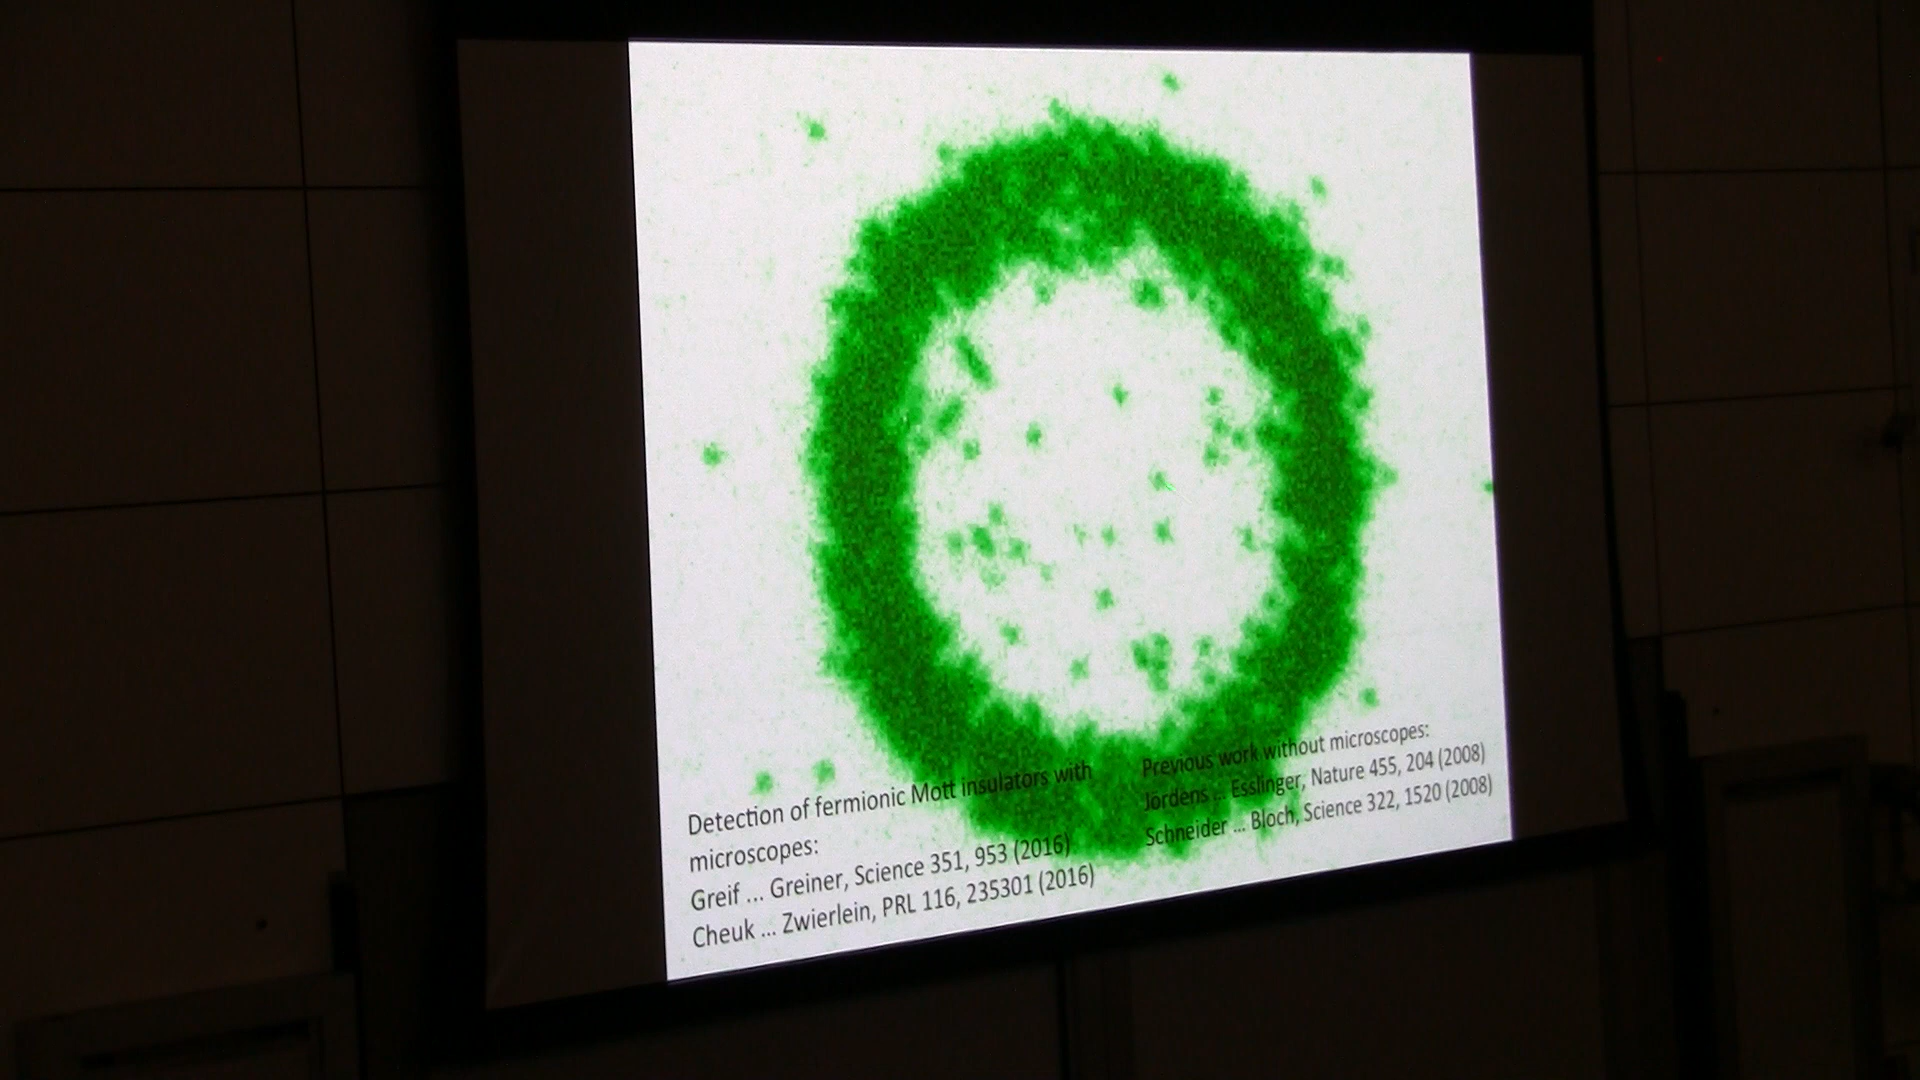 Detection of fermionic Mott insulators with
microscopes:
Greif ... Greiner, Science 351, 953 (2016)
Cheuk ... Zwierlein, PRL 116, 235301 (2016)
Previous work without microscopes:
Jördens ... Esslinger, Nature 455, 204 (2008)
Schneider ... Bloch, Science 322, 1520 (2008)